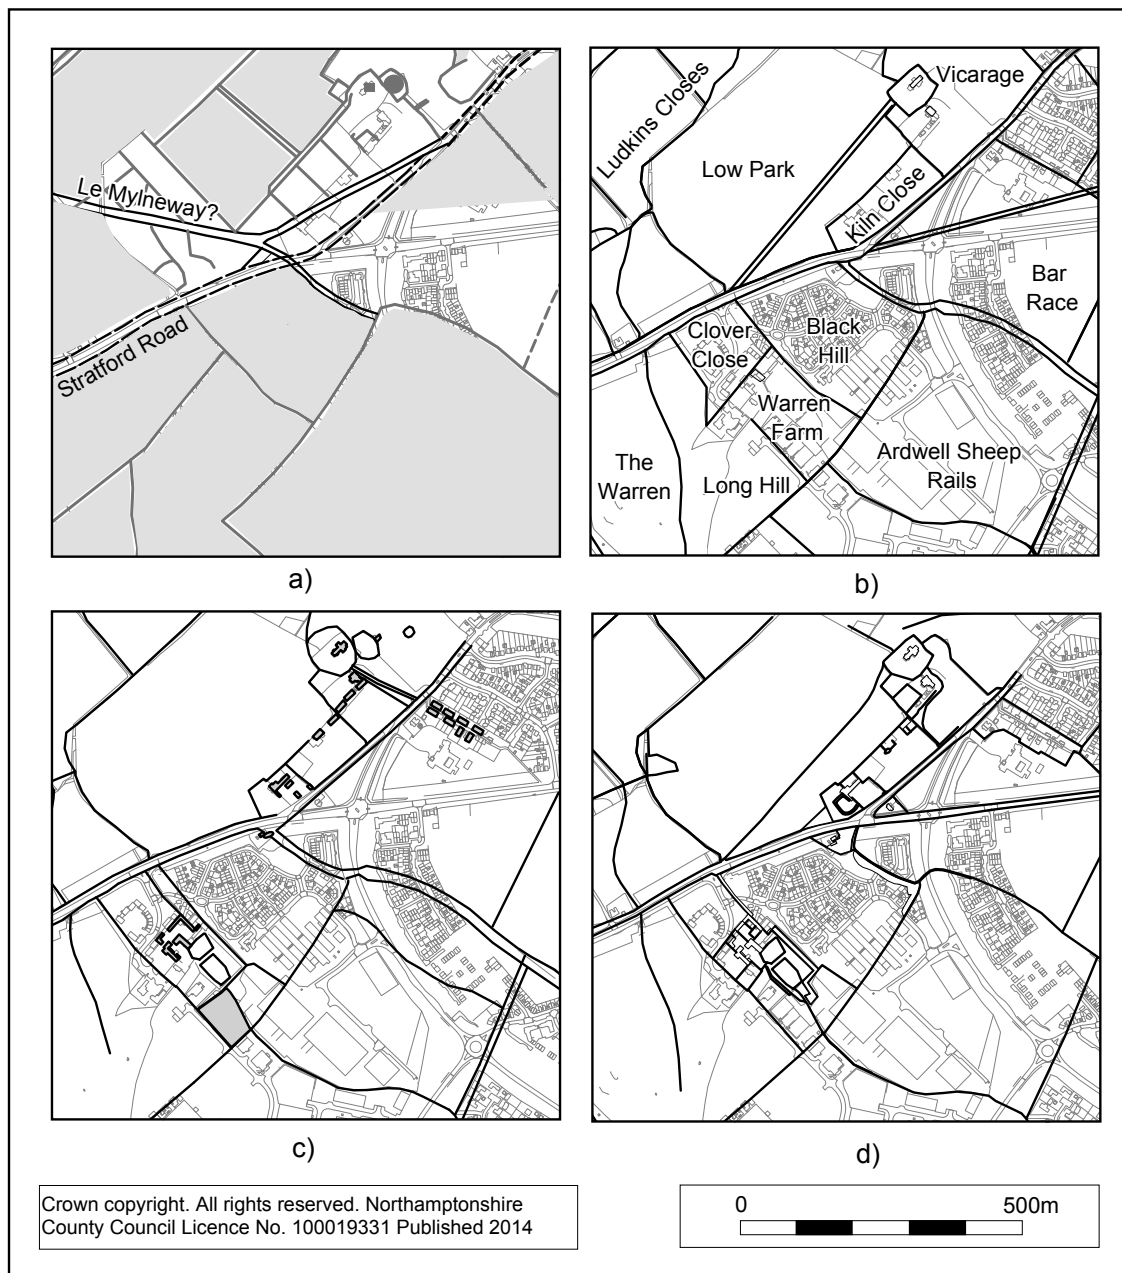 Le Mylneway?
Stratford Road
a)
Ludkins Closes
Vicarage
Low Park
Kiln Close
Bar
Race
Clover
Close
Black
Hill
Warren
Farm
The
Warren
Long Hill
Ardwell Sheep
Rails
b)
c)
d)
Crown copyright. All rights reserved. Northamptonshire
County Council Licence No. 100019331 Published 2014
0
500m